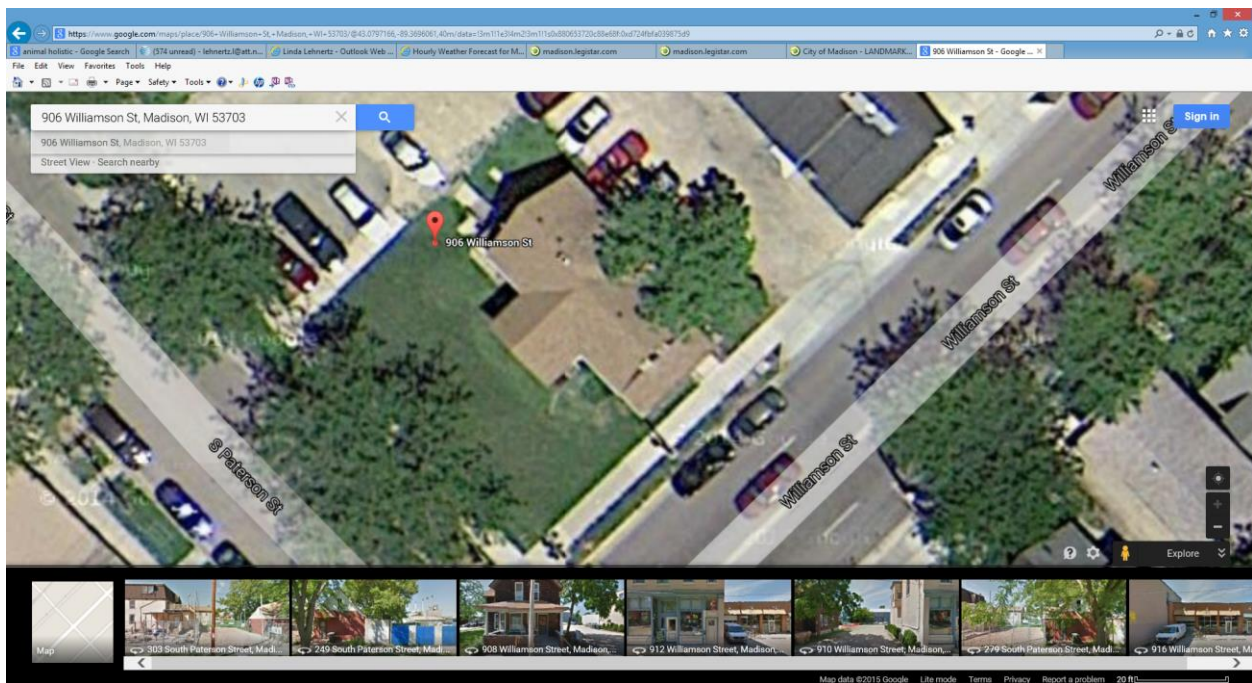 https://www.google.com/maps/place/906+Williamson+St,+Madison,+WI+53703/@43.0797166,-89.3696061,40m/data=!3m1!1e3!4m2!3m1!1s0x880653720c88e68f:0xd724fbfa039875d9
animal holistic - Google Search
(574 unread) - lehnertz.l@att.n...
Linda Lehnertz - Outlook Web ...
Hourly Weather Forecast for M...
madison.legistar.com
madison.legistar.com
City of Madison - LANDMARK...
906 Williamson St - Google ...
File Edit View Favorites Tools Help
Page Safety Tools
906 Williamson St, Madison, WI 53703
Sign in
906 Williamson St, Madison, WI 53703
Street View · Search nearby
Williamson St
906 Williamson St
Williamson St
S Paterson St
Williamson St
Explore
Map
303 South Paterson Street, Madi...
249 South Paterson Street, Madi...
908 Williamson Street, Madison,...
912 Williamson Street, Madison,...
910 Williamson Street, Madison,...
279 South Paterson Street, Madi...
916 Williamson Street, M
Map data ©2015 Google Lite mode Terms Privacy Report a problem 20 ft